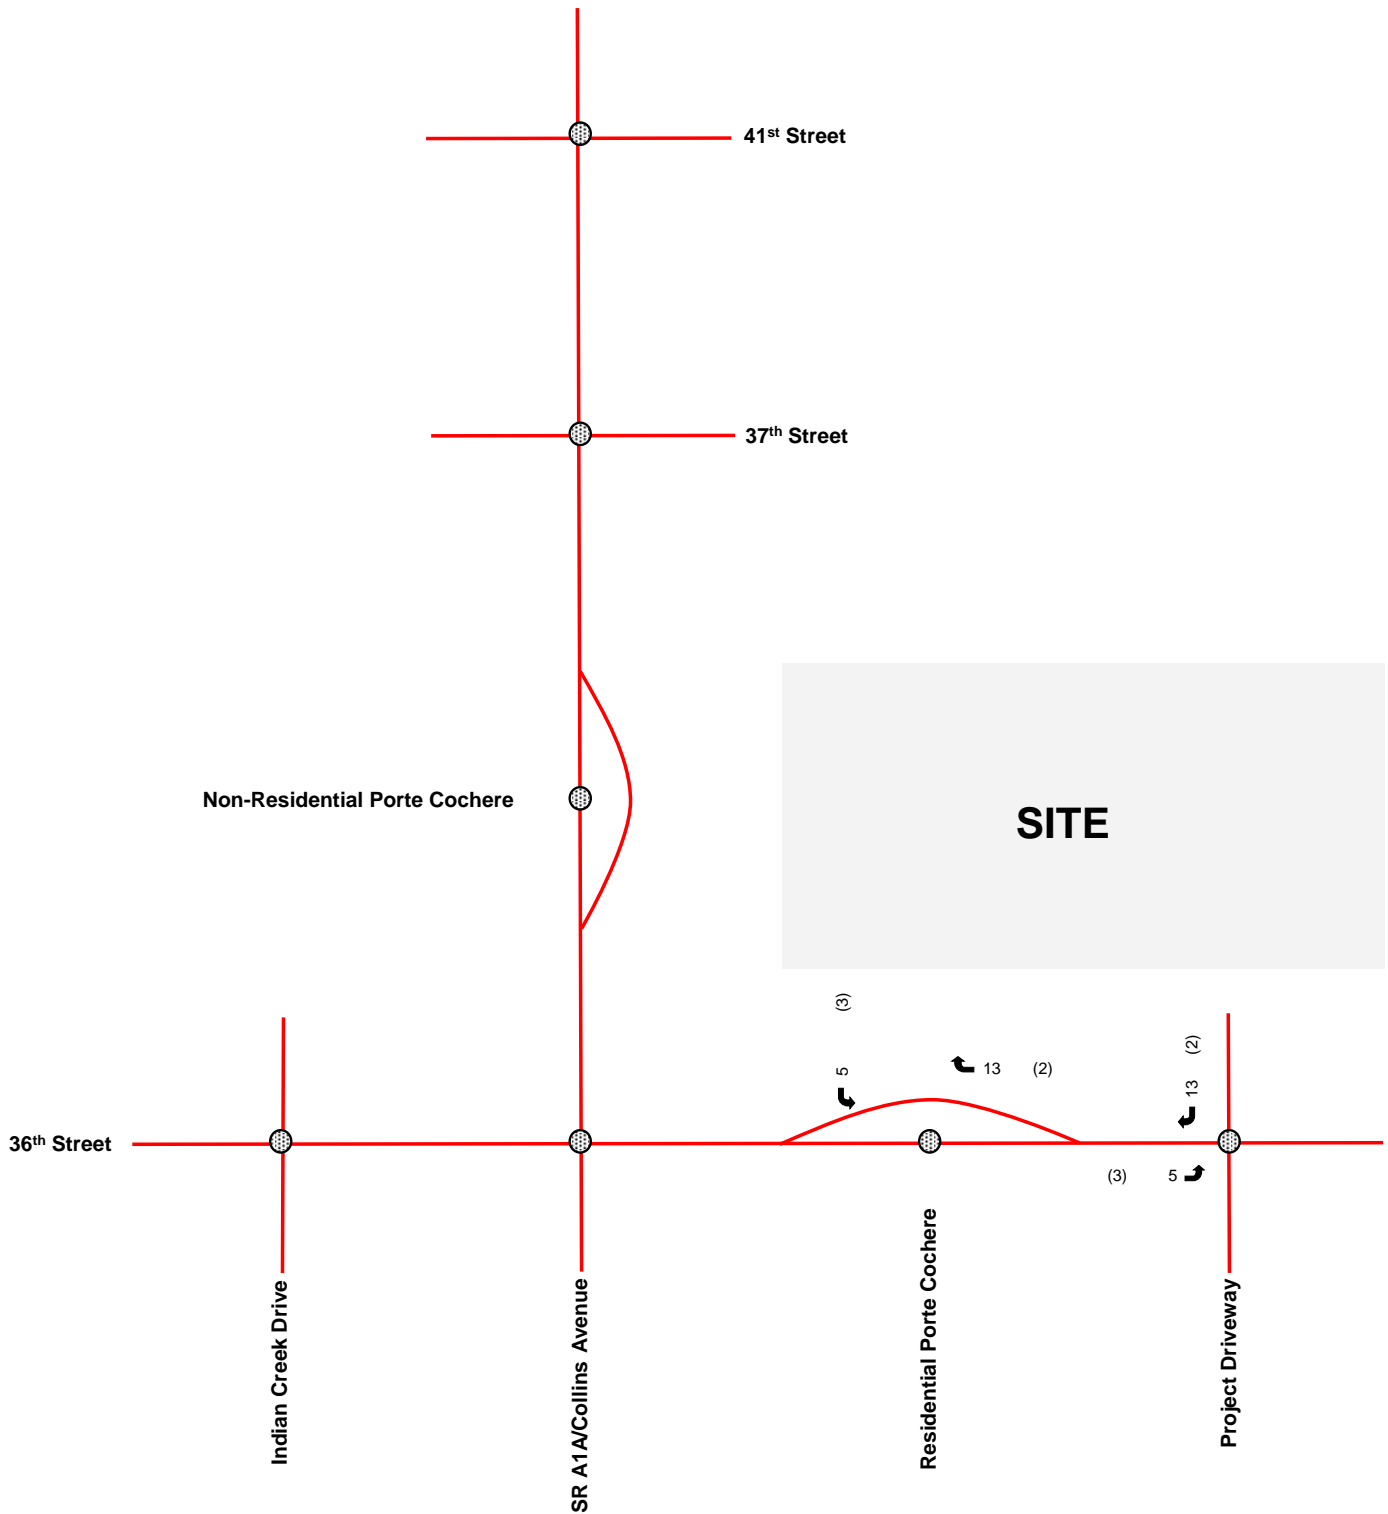 41st Street
37th Street
Non-Residential Porte Cochere
SITE
(3)
5
13 (2)
13 (2)
36th Street
(3) 5
Indian Creek Drive
SR A1A/Collins Avenue
Residential Porte Cochere
Project Driveway